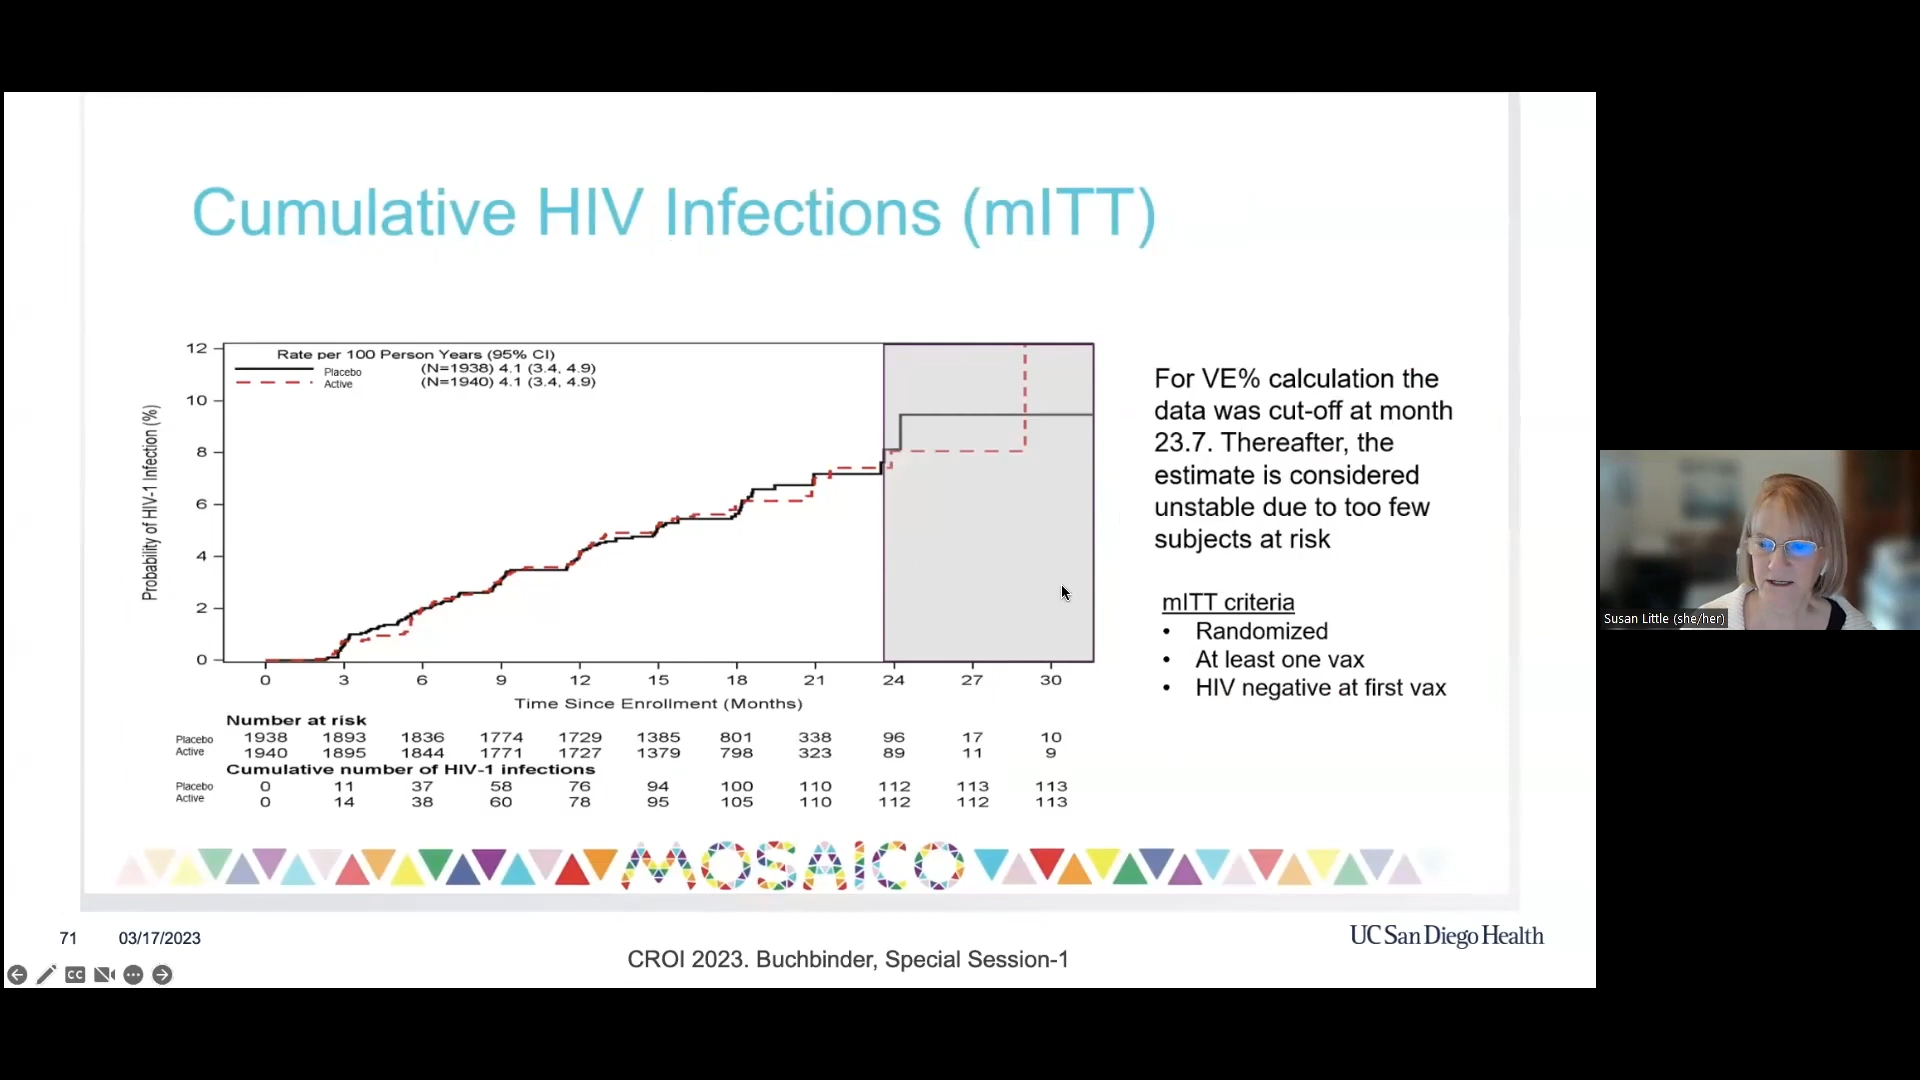 Cumulative HIV Infections (mITT)
Rate per 100 Person Years (95% CI)
Placebo (N=1938) 4.1 (3.4, 4.9)
Active (N=1940) 4.1 (3.4, 4.9)
Probability of HIV-1 Infection (%)
12
10
8
6
4
2
0
0 3 6 9 12 15 18 21 24 27 30
Time Since Enrollment (Months)
Number at risk
Placebo 1938 1893 1836 1774 1729 1385 801 338 96 17 10
Active 1940 1895 1844 1771 1727 1379 798 323 89 11 9
Cumulative number of HIV-1 infections
Placebo 0 11 37 58 76 94 100 110 112 113 113
Active 0 14 38 60 78 95 105 110 112 112 113
For VE% calculation the
data was cut-off at month
23.7. Thereafter, the
estimate is considered
unstable due to too few
subjects at risk
mITT criteria
• Randomized
• At least one vax
• HIV negative at first vax
MOSAICO
71 03/17/2023
CROI 2023. Buchbinder, Special Session-1
UC San Diego Health
CC
Susan Little (she/her)